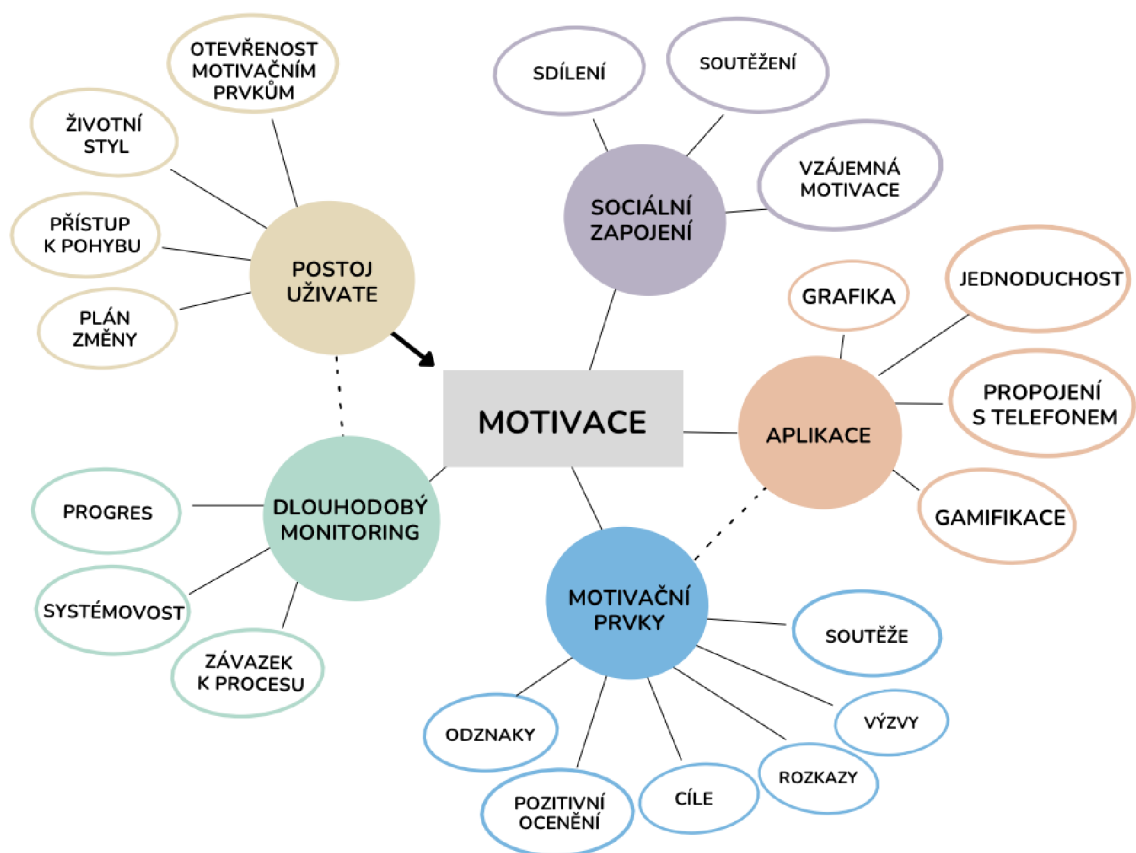 OTEVŘENOST
MOTIVAČNÍM
PRVKŮM
ŽIVOTNÍ
STYL
PŘÍSTUP
K POHYBU
PLÁN
ZMĚNY
POSTOJ
UŽIVATE
SDÍLENÍ
SOUTĚŽENÍ
VZÁJEMNÁ
MOTIVACE
SOCIÁLNÍ
ZAPOJENÍ
GRAFIKA
JEDNODUCHOST
PROPOJENÍ
S TELEFONEM
GAMIFIKACE
APLIKACE
MOTIVACE
DLOUHODOBÝ
MONITORING
PROGRES
SYSTÉMOVOST
ZÁVAZEK
K PROCESU
MOTIVAČNÍ
PRVKY
SOUTĚŽE
VÝZVY
ROZKAZY
CÍLE
POZITIVNÍ
OCENĚNÍ
ODZNAKY